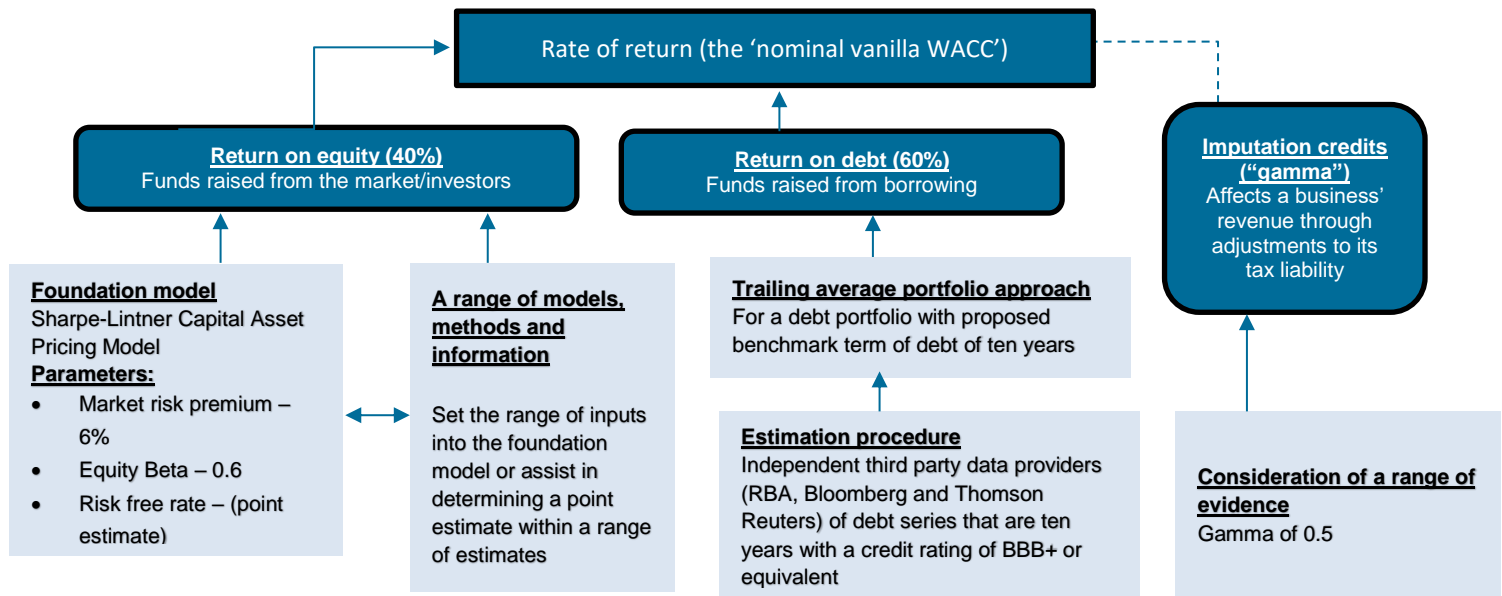 Rate of return (the ‘nominal vanilla WACC’)
Return on equity (40%)
Funds raised from the market/investors
Return on debt (60%)
Funds raised from borrowing
Imputation credits
(“gamma”)
Affects a business’
revenue through
adjustments to its
tax liability
Foundation model
Sharpe-Lintner Capital Asset
Pricing Model
Parameters:
• Market risk premium –
6%
• Equity Beta – 0.6
• Risk free rate – (point
estimate)
A range of models,
methods and
information
Set the range of inputs
into the foundation
model or assist in
determining a point
estimate within a range
of estimates
Trailing average portfolio approach
For a debt portfolio with proposed
benchmark term of debt of ten years
Estimation procedure
Independent third party data providers
(RBA, Bloomberg and Thomson
Reuters) of debt series that are ten
years with a credit rating of BBB+ or
equivalent
Consideration of a range of
evidence
Gamma of 0.5